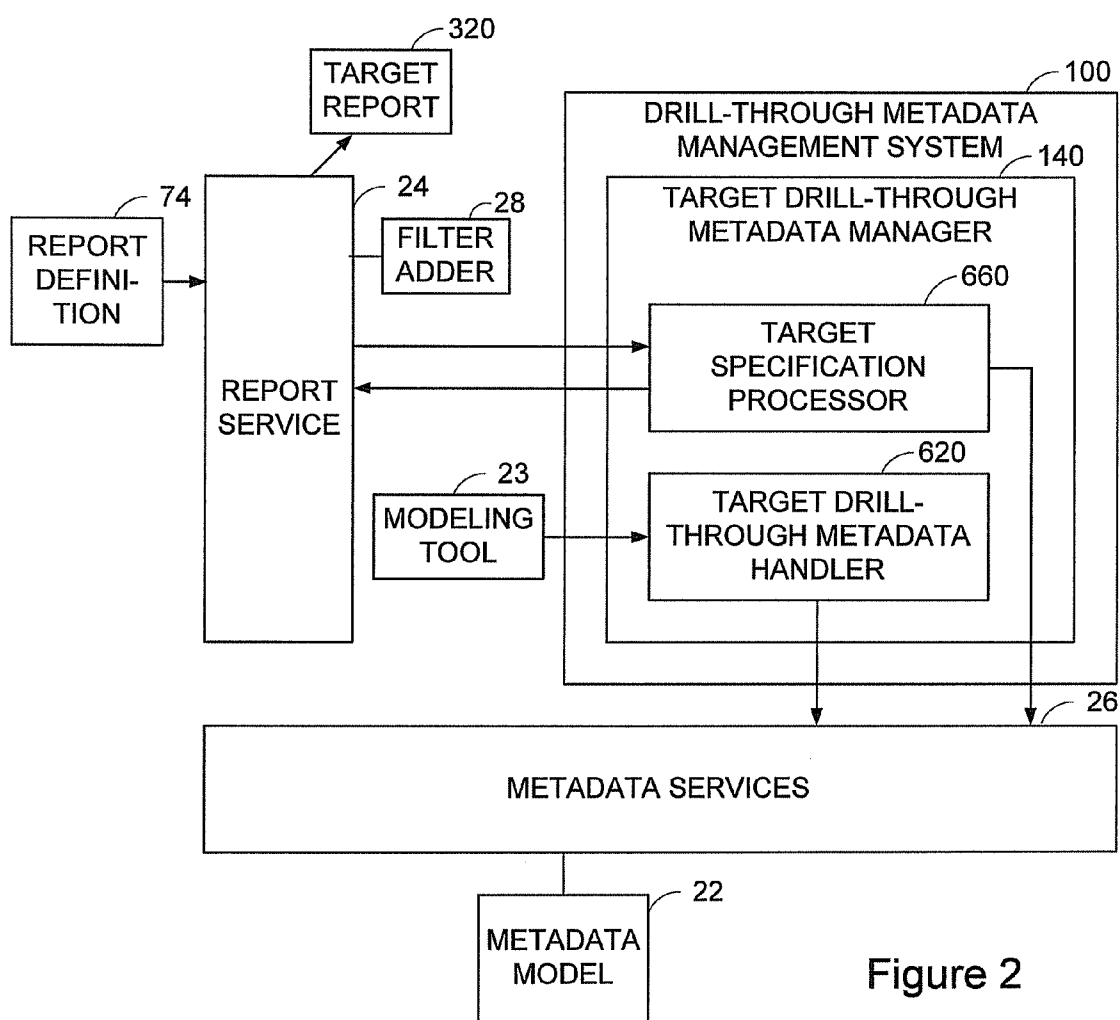 320
TARGET
REPORT
100
DRILL-THROUGH METADATA
MANAGEMENT SYSTEM
140
TARGET DRILL-THROUGH
METADATA MANAGER
74
REPORT
DEFINI-
TION
24
28
FILTER
ADDER
REPORT
SERVICE
660
TARGET
SPECIFICATION
PROCESSOR
23
MODELING
TOOL
620
TARGET DRILL-
THROUGH METADATA
HANDLER
26
METADATA SERVICES
22
METADATA
MODEL
Figure 2